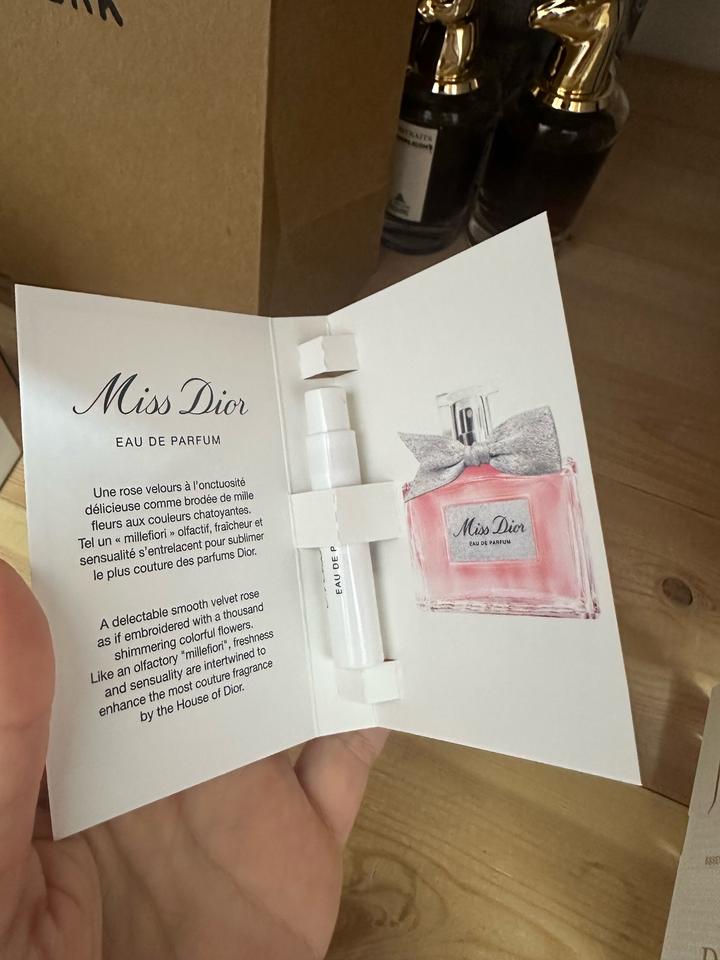 Miss Dior
EAU DE PARFUM
Une rose velours à l'onctuosité
délicieuse comme brodée de mille
fleurs aux couleurs chatoyantes.
Tel un « millefiori » olfactif, fraîcheur et
sensualité s'entrelacent pour sublimer
le plus couture des parfums Dior.
A delectable smooth velvet rose
as if embroidered with a thousand
shimmering colorful flowers.
Like an olfactory "millefiori", freshness
and sensuality are intertwined to
enhance the most couture fragrance
by the House of Dior.
EAU DE P
Miss Dior
EAU DE PARFUM